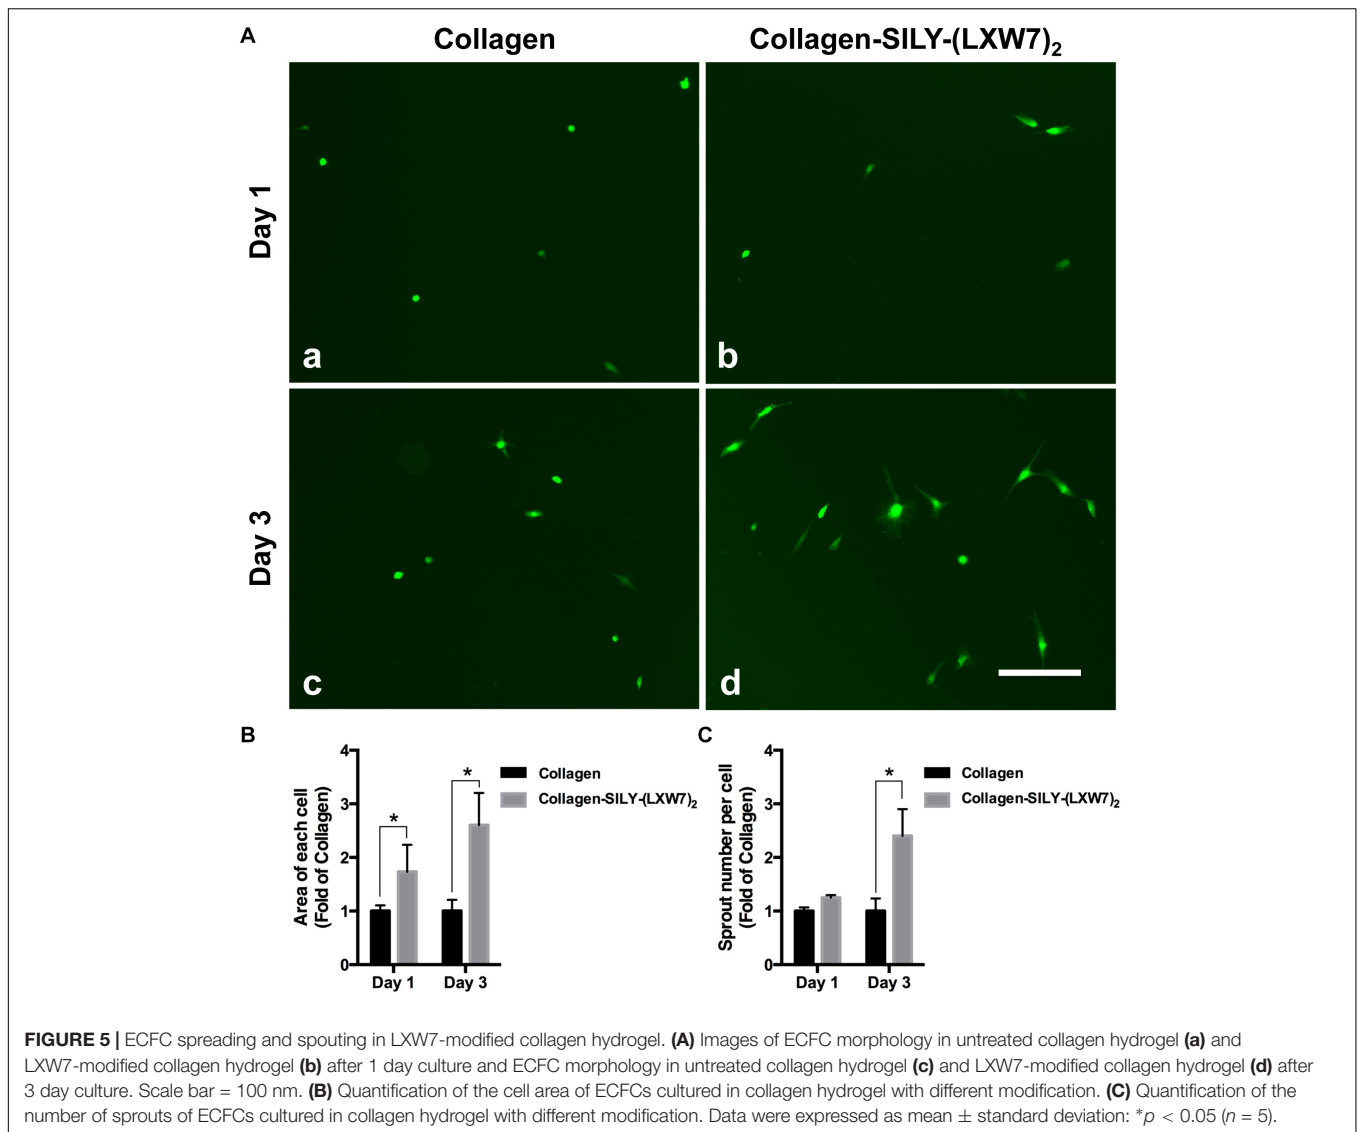 A
Collagen
Collagen-SILY-(LXW7)2
Day 1
a
b
Day 3
c
d
B
4
3
2
1
0
Area of each cell
(Fold of Collagen)
*
*
Day 1
Day 3
Collagen
Collagen-SILY-(LXW7)2
C
4
3
2
1
0
Sprout number per cell
(Fold of Collagen)
*
Day 1
Day 3
Collagen
Collagen-SILY-(LXW7)2
FIGURE 5 | ECFC spreading and spouting in LXW7-modified collagen hydrogel. (A) Images of ECFC morphology in untreated collagen hydrogel (a) and
LXW7-modified collagen hydrogel (b) after 1 day culture and ECFC morphology in untreated collagen hydrogel (c) and LXW7-modified collagen hydrogel (d) after
3 day culture. Scale bar = 100 nm. (B) Quantification of the cell area of ECFCs cultured in collagen hydrogel with different modification. (C) Quantification of the
number of sprouts of ECFCs cultured in collagen hydrogel with different modification. Data were expressed as mean ± standard deviation: *p < 0.05 (n = 5).